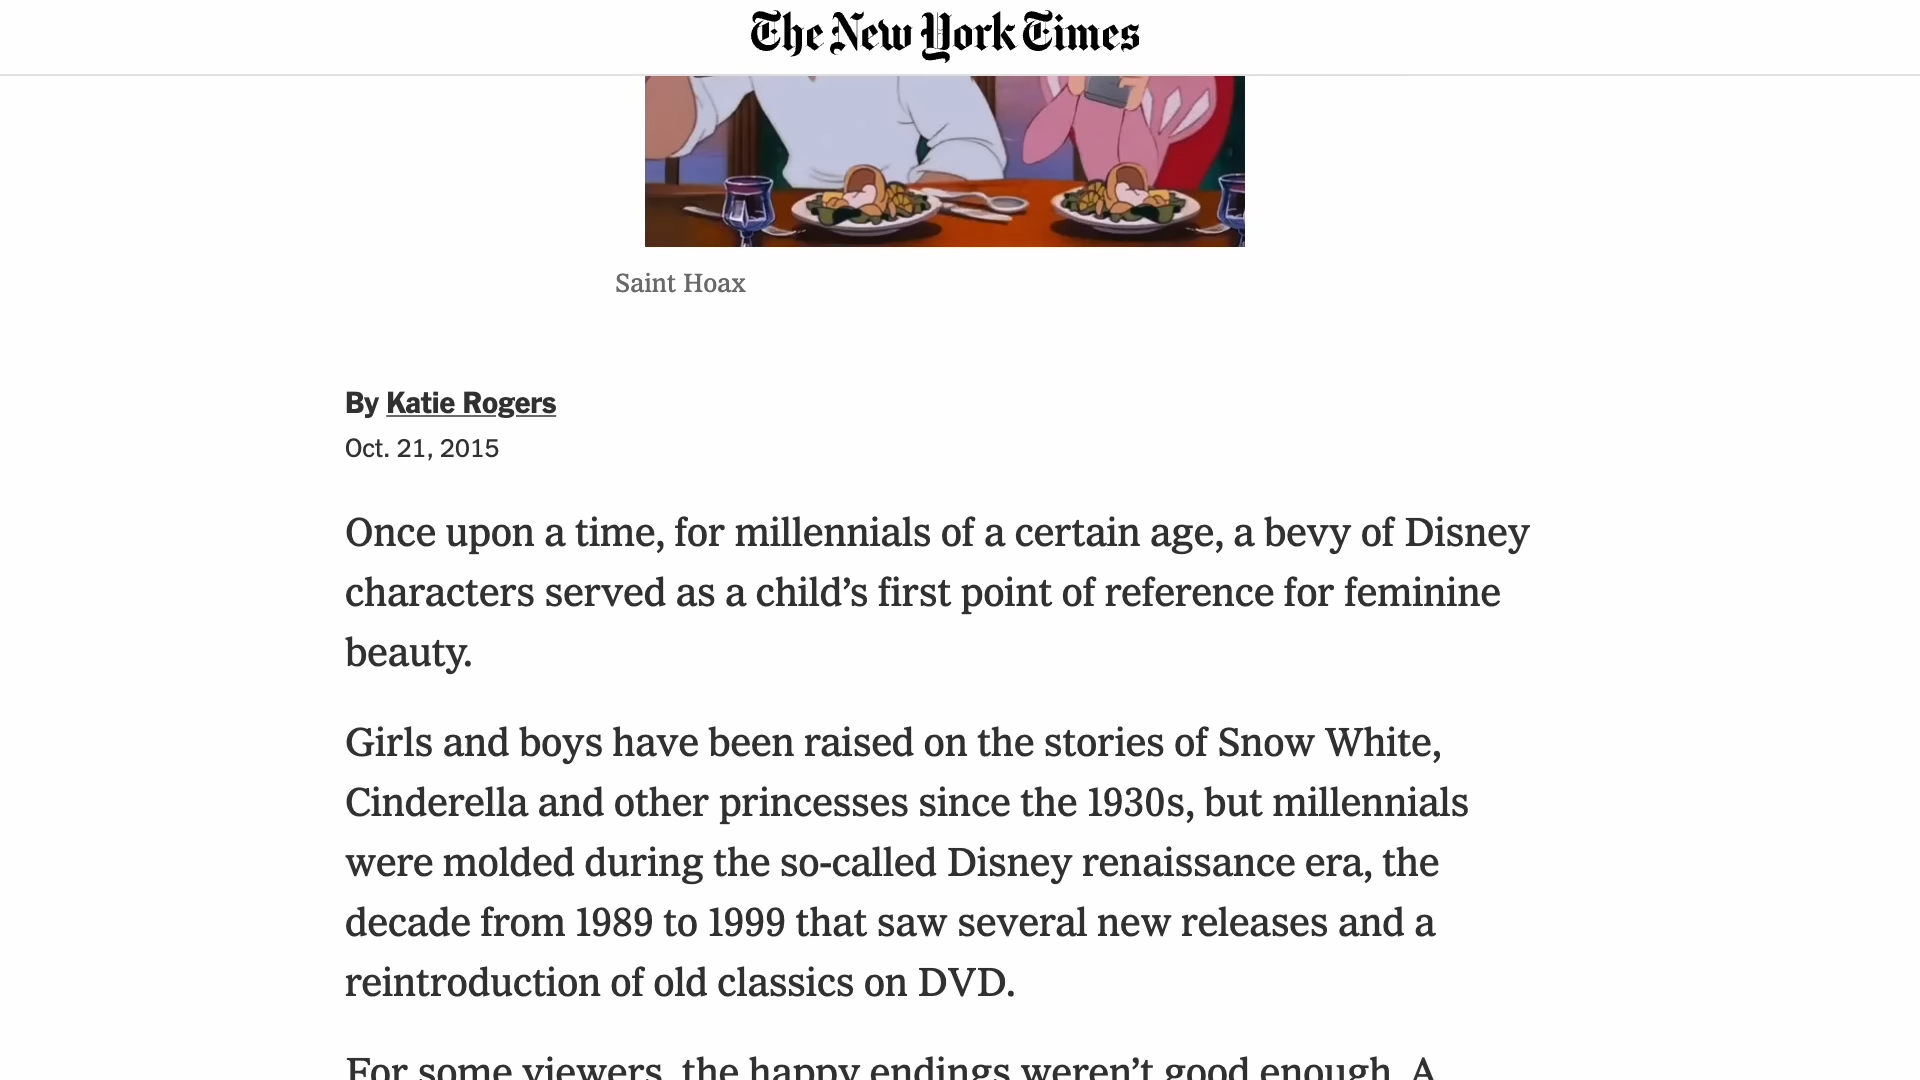 The New York Times
Saint Hoax
By Katie Rogers
Oct. 21, 2015
Once upon a time, for millennials of a certain age, a bevy of Disney
characters served as a child’s first point of reference for feminine
beauty.
Girls and boys have been raised on the stories of Snow White,
Cinderella and other princesses since the 1930s, but millennials
were molded during the so-called Disney renaissance era, the
decade from 1989 to 1999 that saw several new releases and a
reintroduction of old classics on DVD.
For some viewers, the happy endings weren’t good enough. A